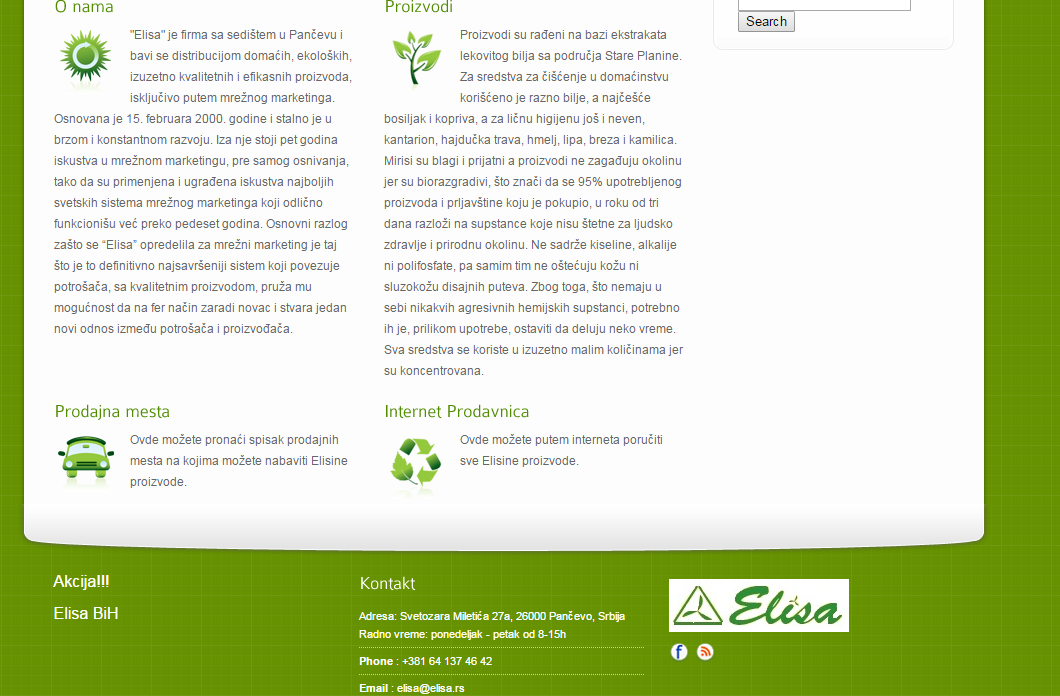 O nama
"Elisa" je firma sa sedištem u Pančevu i
bavi se distribucijom domaćih, ekoloških,
izuzetno kvalitetnih i efikasnih proizvoda,
isključivo putem mrežnog marketinga.
Osnovana je 15. februara 2000. godine i stalno je u
brzom i konstantnom razvoju. Iza nje stoji pet godina
iskustva u mrežnom marketingu, pre samog osnivanja,
tako da su primenjena i ugrađena iskustva najboljih
svetskih sistema mrežnog marketinga koji odlično
funkcionišu već preko pedeset godina. Osnovni razlog
zašto se “Elisa” opredelila za mrežni marketing je taj
što je to definitivno najsavršeniji sistem koji povezuje
potrošača, sa kvalitetnim proizvodom, pruža mu
mogućnost da na fer način zaradi novac i stvara jedan
novi odnos između potrošača i proizvođača.
Proizvodi
Proizvodi su rađeni na bazi ekstrakata
lekovitog bilja sa područja Stare Planine.
Za sredstva za čišćenje u domaćinstvu
korišćeno je razno bilje, a najčešće
bosiljak i kopriva, a za ličnu higijenu još i neven,
kantarion, hajdučka trava, hmelj, lipa, breza i kamilica.
Mirisi su blagi i prijatni a proizvodi ne zagađuju okolinu
jer su biorazgradivi, što znači da se 95% upotrebljenog
proizvoda i prljavštine koju je pokupio, u roku od tri
dana razloži na supstance koje nisu štetne za ljudsko
zdravlje i prirodnu okolinu. Ne sadrže kiseline, alkalije
ni polifosfate, pa samim tim ne oštećuju kožu ni
sluzokožu disajnih puteva. Zbog toga, što nemaju u
sebi nikakvih agresivnih hemijskih supstanci, potrebno
ih je, prilikom upotrebe, ostaviti da deluju neko vreme.
Sva sredstva se koriste u izuzetno malim količinama jer
su koncentrovana.
Search
Prodajna mesta
Ovde možete pronaći spisak prodajnih
mesta na kojima možete nabaviti Elisine
proizvode.
Internet Prodavnica
Ovde možete putem interneta poručiti
sve Elisine proizvode.
Akcija!!!
Elisa BiH
Kontakt
Adresa: Svetozara Miletića 27a, 26000 Pančevo, Srbija
Radno vreme: ponedeljak - petak od 8-15h
Phone : +381 64 137 46 42
Email : elisa@elisa.rs
Elisa